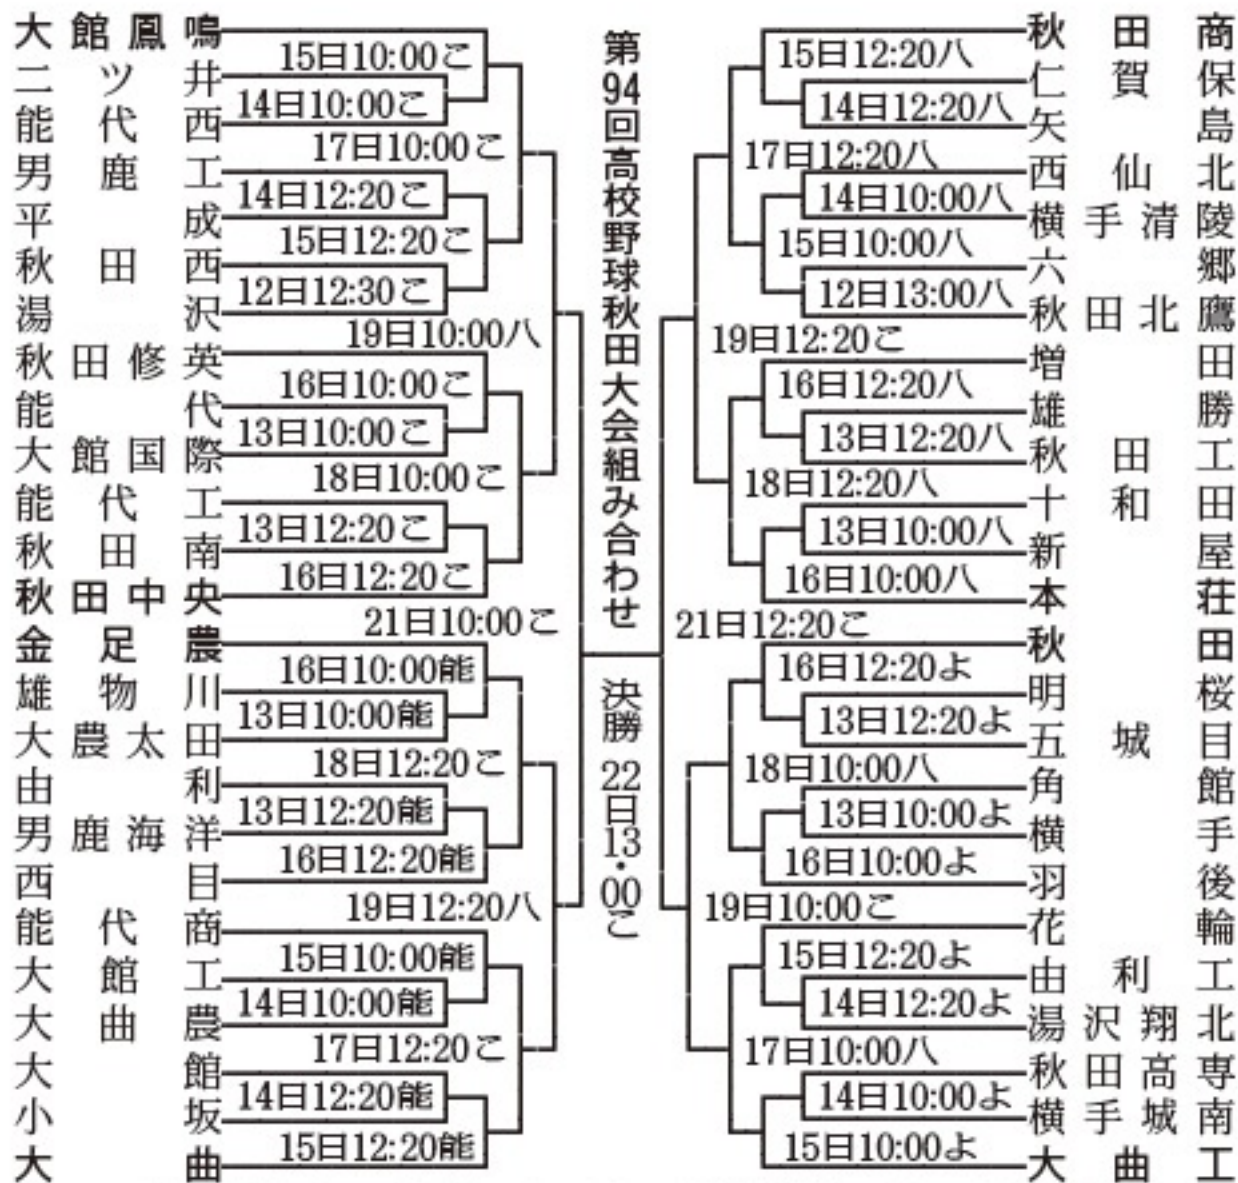 第94回高校野球秋田大会組み合わせ
決勝 22日13・00こ
大館鳳鳴
15日10:00こ
二ツ井
14日10:00こ
能代西
17日10:00こ
男鹿工
14日12:20こ
平成
15日12:20こ
秋田西
12日12:30こ
湯沢
19日10:00八
秋田修英
16日10:00こ
能代
13日10:00こ
大館国際
18日10:00こ
能代工
13日12:20こ
秋田南
16日12:20こ
秋田中央
21日10:00こ
金足農
16日10:00能
雄物川
13日10:00能
大農太田
18日12:20こ
由利
13日12:20能
男鹿海洋
16日12:20能
西目
19日12:20八
能代商
15日10:00能
大館工
14日10:00能
大曲農
17日12:20こ
大館
14日12:20能
小坂
15日12:20能
大曲
秋田商
15日12:20八
仁賀保
14日12:20八
矢島
17日12:20八
西仙北
14日10:00八
横手清陵
15日10:00八
六郷
12日13:00八
秋田北鷹
19日12:20こ
増田
16日12:20八
雄勝
13日12:20八
秋田工
18日12:20八
十和田
13日10:00八
新屋
16日10:00八
本荘
21日12:20こ
秋田
16日12:20よ
明桜
13日12:20よ
五城目
18日10:00八
角館
13日10:00よ
横手
16日10:00よ
羽後
19日10:00こ
花輪
15日12:20よ
由利工
14日12:20よ
湯沢翔北
17日10:00八
秋田高専
14日10:00よ
横手城南
15日10:00よ
大曲工